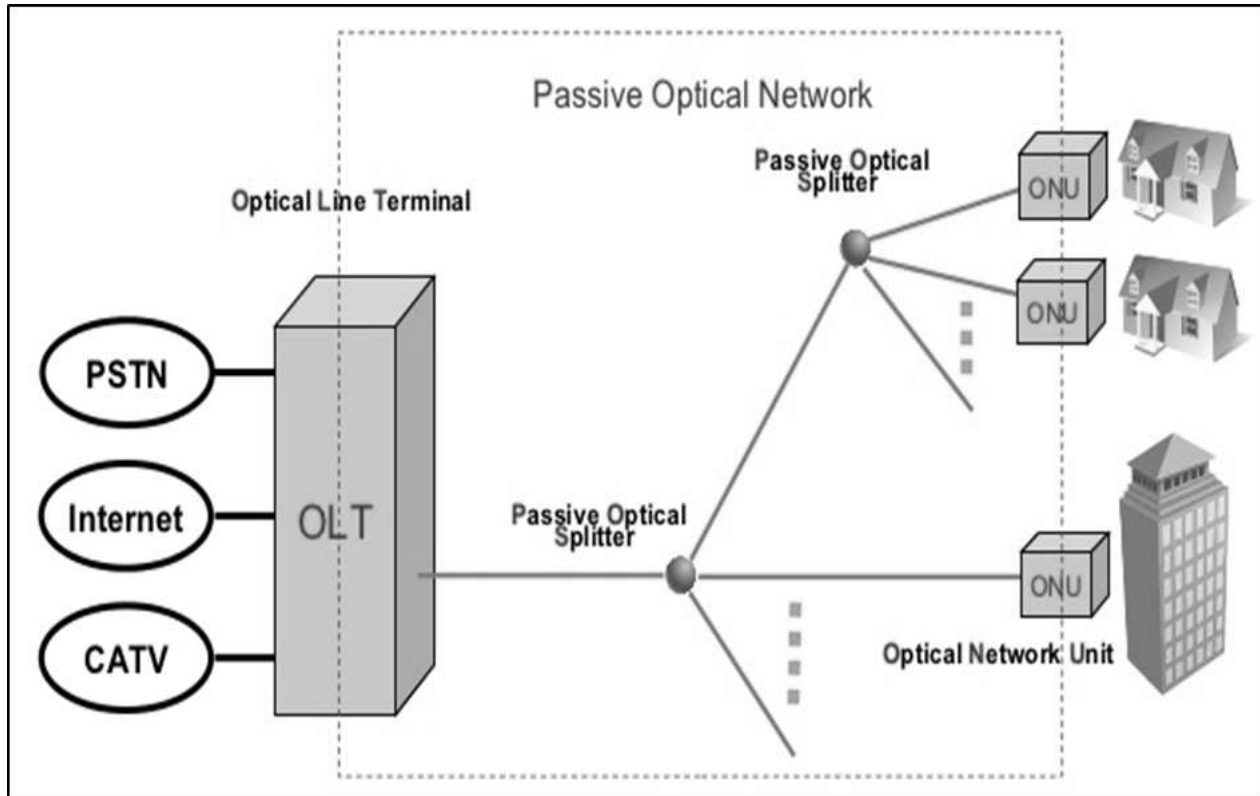 Passive Optical Network
Passive Optical
Splitter
ONU
Optical Line Terminal
ONU
PSTN
Internet
OLT
Passive Optical
Splitter
ONU
CATV
Optical Network Unit